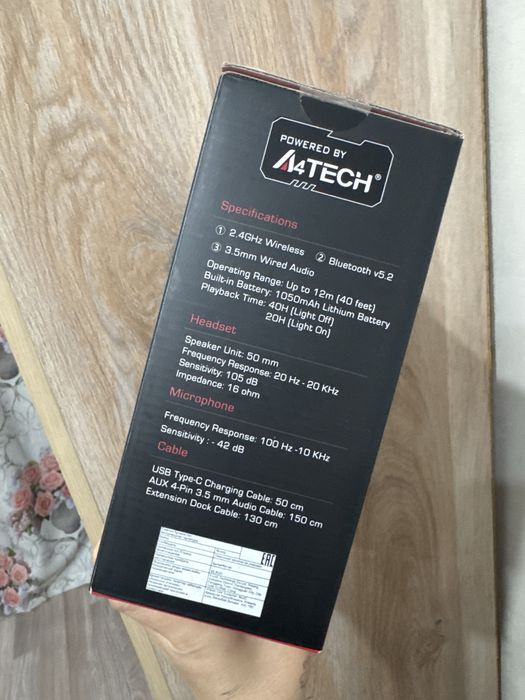 POWERED BY
A4TECH®
Specifications
① 2.4GHz Wireless ② Bluetooth v5.2
③ 3.5mm Wired Audio
Operating Range: Up to 12m [40 feet]
Built-in Battery: 1050mAh Lithium Battery
Playback Time: 40H [Light Off]
20H [Light On]
Headset
Speaker Unit: 50 mm
Frequency Response: 20 Hz - 20 KHz
Sensitivity: 105 dB
Impedance: 16 ohm
Microphone
Frequency Response: 100 Hz -10 KHz
Sensitivity : - 42 dB
Cable
USB Type-C Charging Cable: 50 cm
AUX 4-Pin 3.5 mm Audio Cable: 150 cm
Extension Dock Cable: 130 cm
EAC